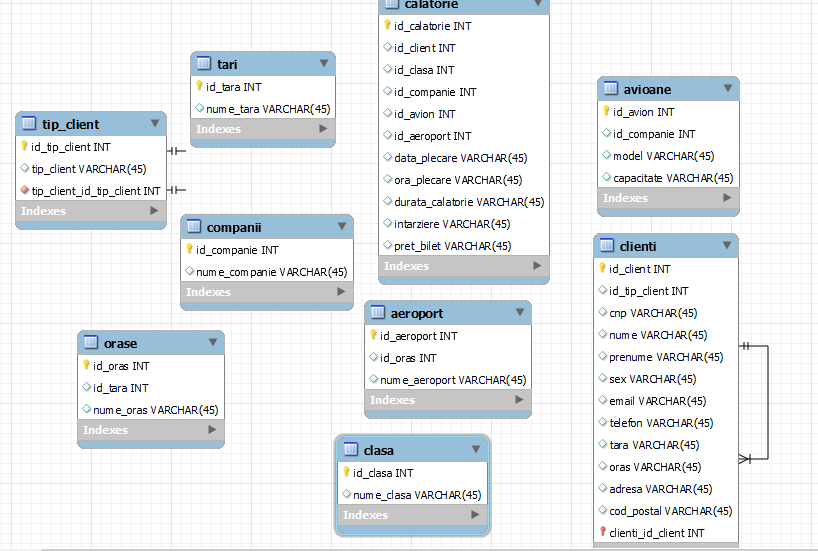 calatorie
id_calatorie INT
id_client INT
id_clasa INT
id_companie INT
id_avion INT
id_aeroport INT
data_plecare VARCHAR(45)
ora_plecare VARCHAR(45)
durata_calatorie VARCHAR(45)
intarziere VARCHAR(45)
pret_bilet VARCHAR(45)
Indexes
tari
id_tara INT
nume_tara VARCHAR(45)
Indexes
tip_client
id_tip_client INT
tip_client VARCHAR(45)
tip_client_id_tip_client INT
Indexes
avioane
id_avion INT
id_companie INT
model VARCHAR(45)
capacitate VARCHAR(45)
Indexes
companii
id_companie INT
nume_companie VARCHAR(45)
Indexes
clienti
id_client INT
id_tip_client INT
cnp VARCHAR(45)
nume VARCHAR(45)
prenume VARCHAR(45)
sex VARCHAR(45)
email VARCHAR(45)
telefon VARCHAR(45)
tara VARCHAR(45)
oras VARCHAR(45)
adresa VARCHAR(45)
cod_postal VARCHAR(45)
clienti_id_client INT
aeroport
id_aeroport INT
id_oras INT
nume_aeroport VARCHAR(45)
Indexes
orase
id_oras INT
id_tara INT
nume_oras VARCHAR(45)
Indexes
clasa
id_clasa INT
nume_clasa VARCHAR(45)
Indexes